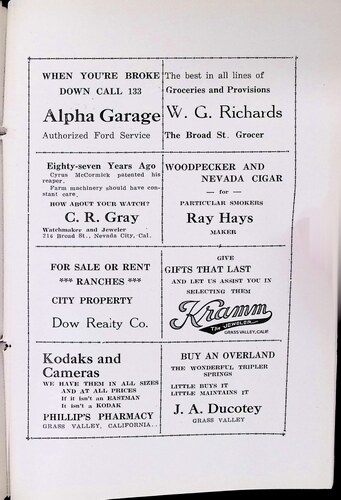 WHEN YOU'RE BROKE
DOWN CALL 133
Alpha Garage
Authorized Ford Service
The best in all lines of
Groceries and Provisions
W. G. Richards
The Broad St. Grocer
Eighty-seven Years Ago
Cyrus McCormick patented his
reaper.
Farm machinery should have con-
stant care.
HOW ABOUT YOUR WATCH?
C. R. Gray
Watchmaker and Jeweler
216 Broad St., Nevada City, Cal.
WOODPECKER AND
NEVADA CIGAR
— for —
PARTICULAR SMOKERS
Ray Hays
MAKER
FOR SALE OR RENT
*** RANCHES ***
CITY PROPERTY
Dow Realty Co.
GIVE
GIFTS THAT LAST
AND LET US ASSIST YOU IN
SELECTING THEM
Kramm
THE JEWELER
GRASS VALLEY, CALIF.
Kodaks and
Cameras
WE HAVE THEM IN ALL SIZES
AND AT ALL PRICES
If it isn't an EASTMAN
It isn't a KODAK
PHILLIP'S PHARMACY
GRASS VALLEY, CALIFORNIA..
BUY AN OVERLAND
THE WONDERFUL TRIPLER
SPRINGS
LITTLE BUYS IT
LITTLE MAINTAINS IT
J. A. Ducotey
GRASS VALLEY